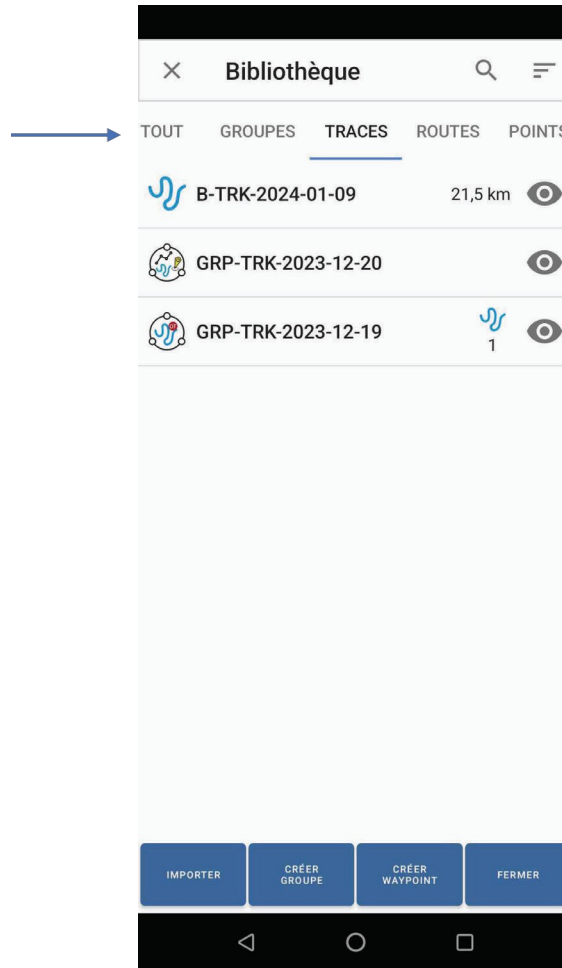 Bibliothèque
TOUT GROUPES TRACES ROUTES POINTS
B-TRK-2024-01-09 21,5 km
GRP-TRK-2023-12-20
GRP-TRK-2023-12-19 1
IMPORTER CRÉER GROUPE CRÉER WAYPOINT FERMER